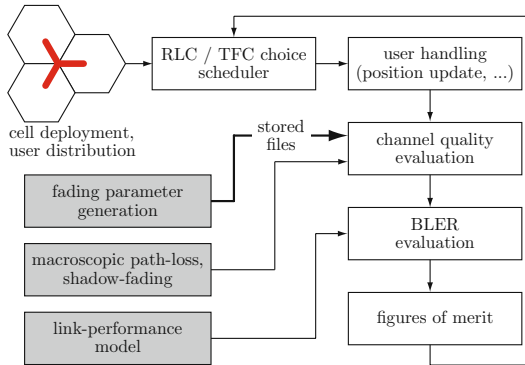 RLC / TFC choice
scheduler
user handling
(position update, ...)
cell deployment,
user distribution
stored
files
channel quality
evaluation
fading parameter
generation
BLER
evaluation
macroscopic path-loss,
shadow-fading
figures of merit
link-performance
model